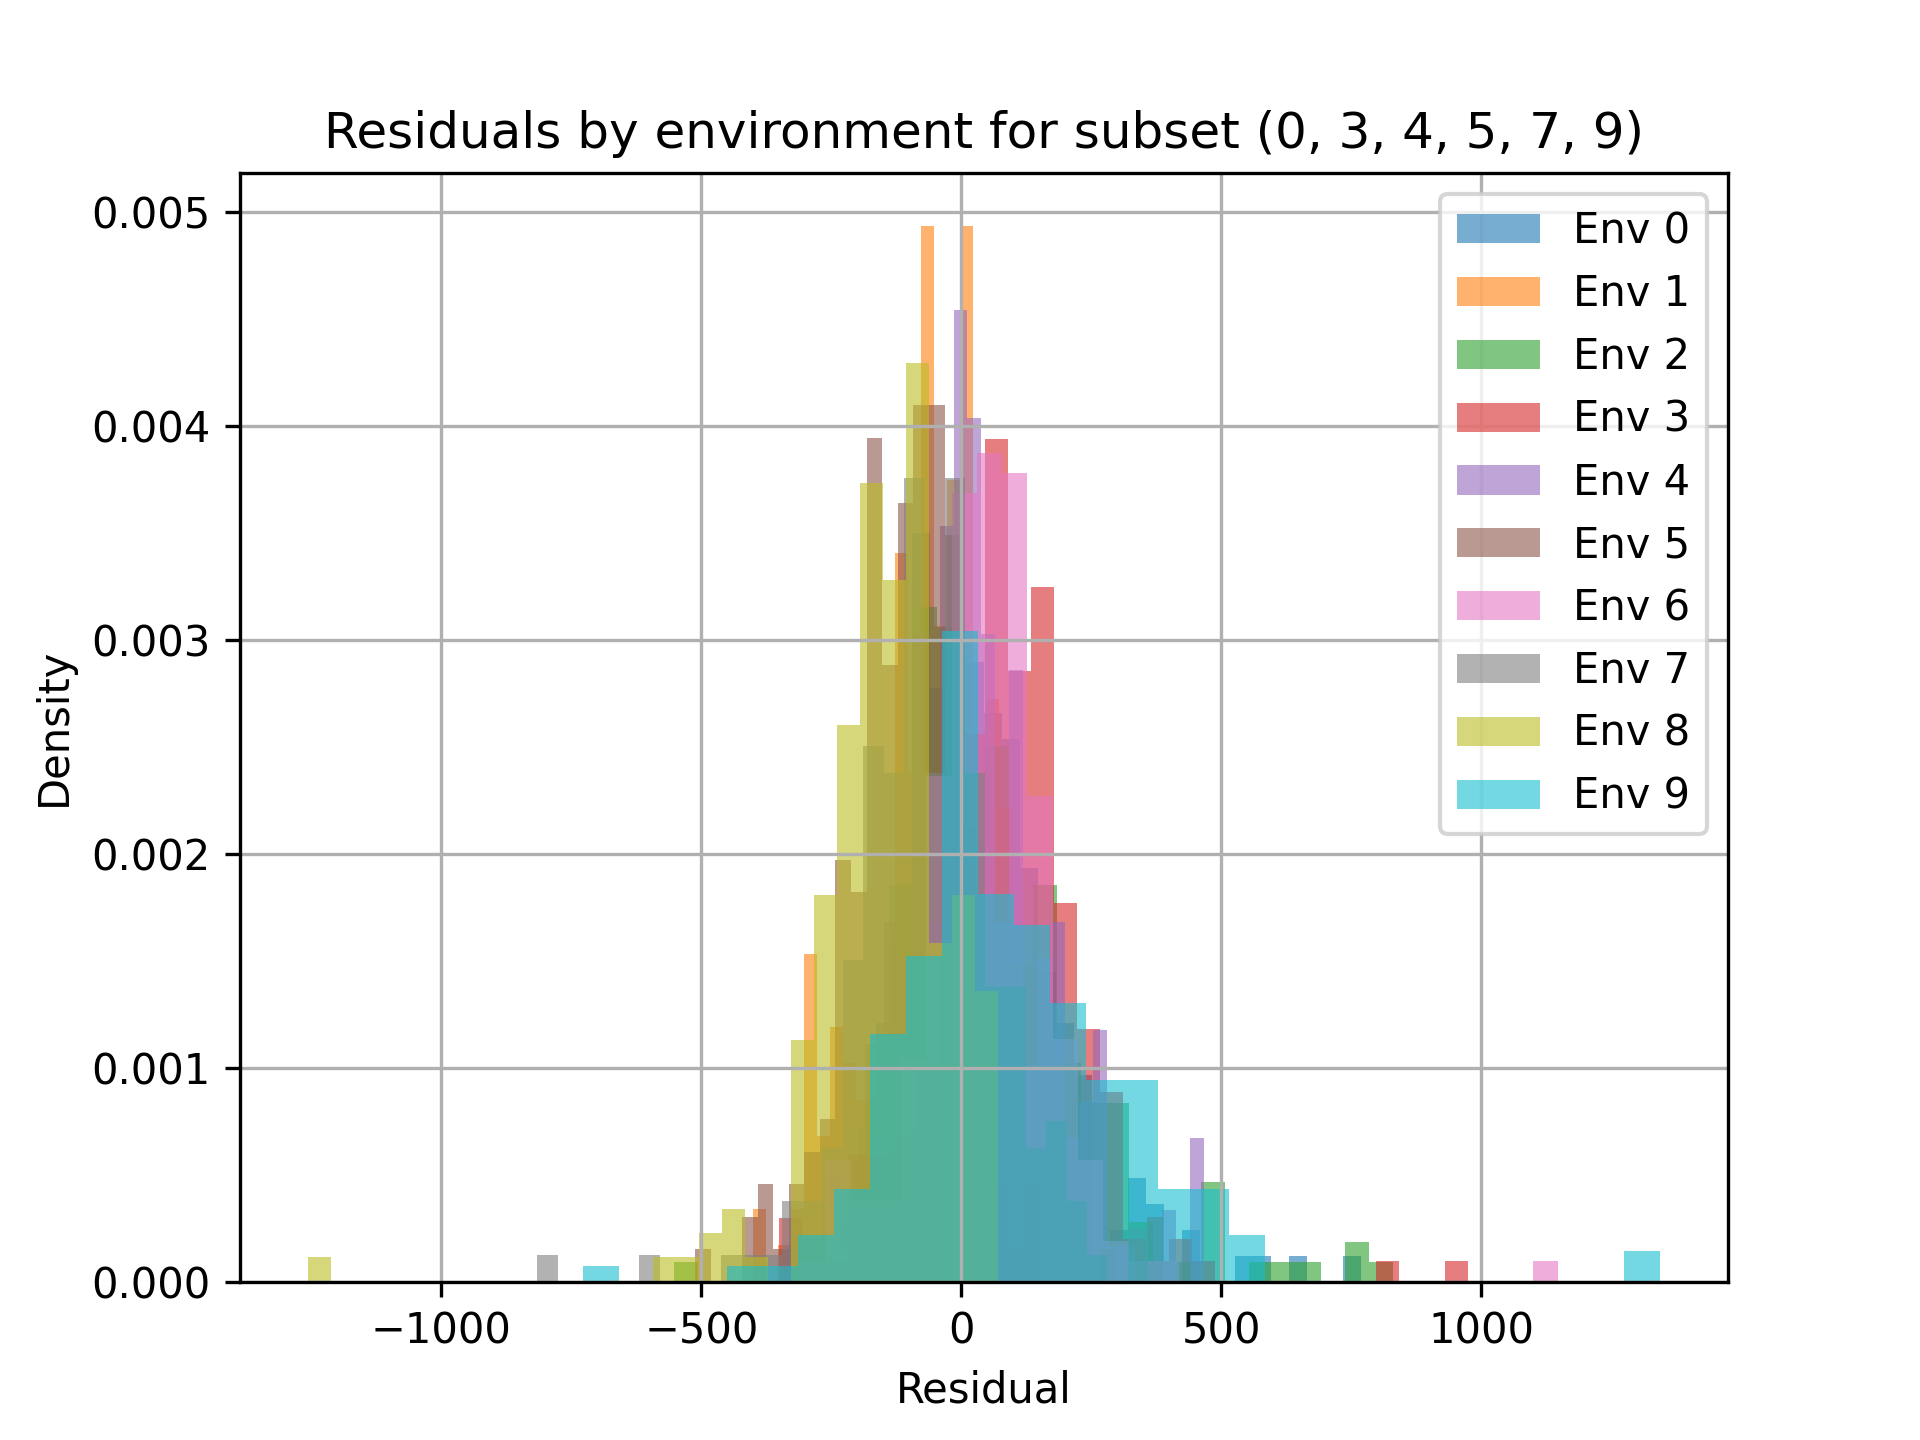 Residuals by environment for subset (0, 3, 4, 5, 7, 9)
0.005
0.004
0.003
0.002
0.001
0.000
Density
−1000
−500
0
500
1000
Residual
Env 0
Env 1
Env 2
Env 3
Env 4
Env 5
Env 6
Env 7
Env 8
Env 9